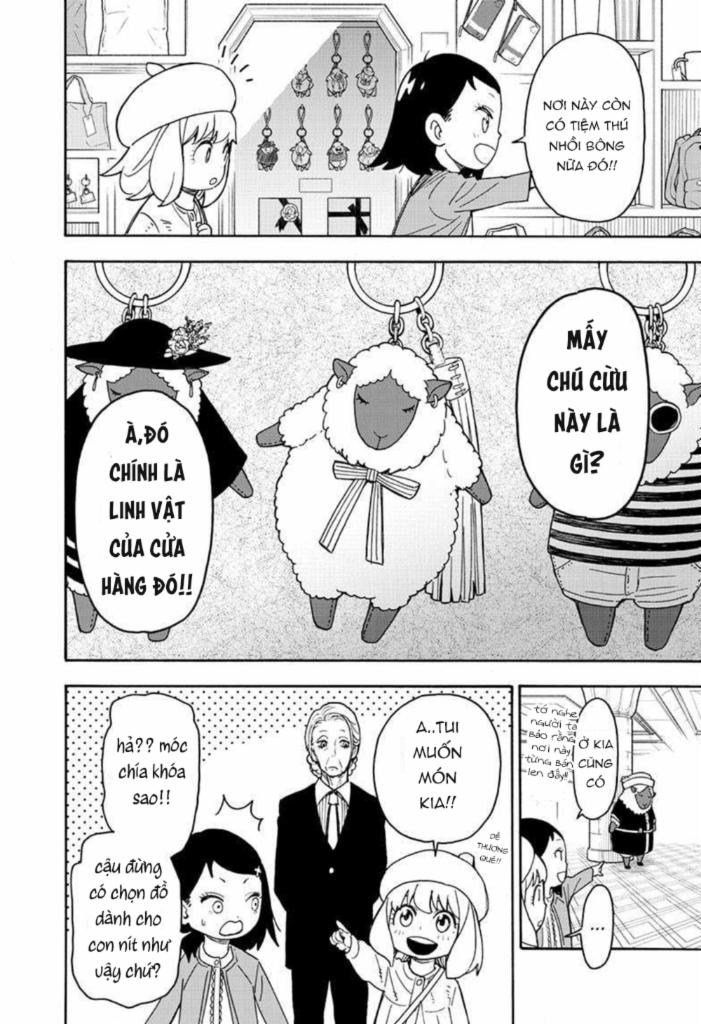 NƠI NÀY CÒN
CÓ TIỆM THÚ
NHỒI BÔNG
NỮA ĐÓ!!
MẤY
CHÚ CỪU
NÀY LÀ
GÌ?
À,ĐÓ
CHÍNH LÀ
LINH VẬT
CỦA CỬA
HÀNG ĐÓ!!
Ở KIA
CŨNG
CÓ
tớ nghe
người ta
bảo rằng
nơi này
từng bán
len đấy!!
...
A..TUI
MUỐN
MÓN
KIA!!
DỄ
THƯƠNG
QUÉ!!
hả?? móc
chía khóa
sao!!
cậu đừng
có chọn đồ
dành cho
con nít như
vậy chứ?